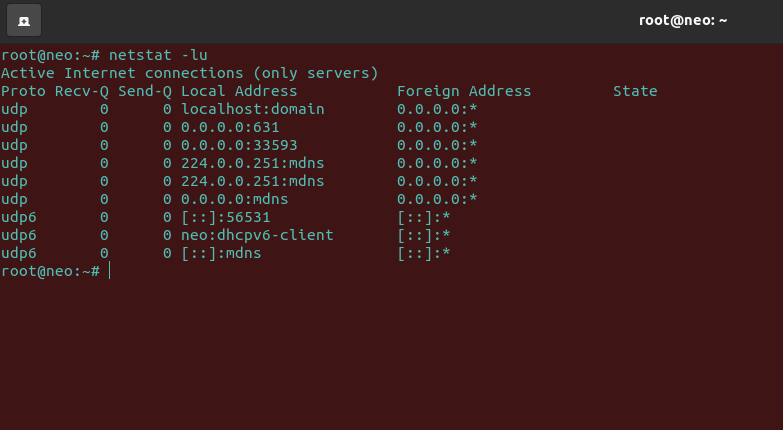 root@neo: ~
root@neo:~# netstat -lu
Active Internet connections (only servers)
Proto Recv-Q Send-Q Local Address           Foreign Address         State
udp        0      0 localhost:domain        0.0.0.0:*
udp        0      0 0.0.0.0:631             0.0.0.0:*
udp        0      0 0.0.0.0:33593           0.0.0.0:*
udp        0      0 224.0.0.251:mdns        0.0.0.0:*
udp        0      0 224.0.0.251:mdns        0.0.0.0:*
udp        0      0 0.0.0.0:mdns            0.0.0.0:*
udp6       0      0 [::]:56531              [::]:*
udp6       0      0 neo:dhcpv6-client       [::]:*
udp6       0      0 [::]:mdns               [::]:*
root@neo:~#